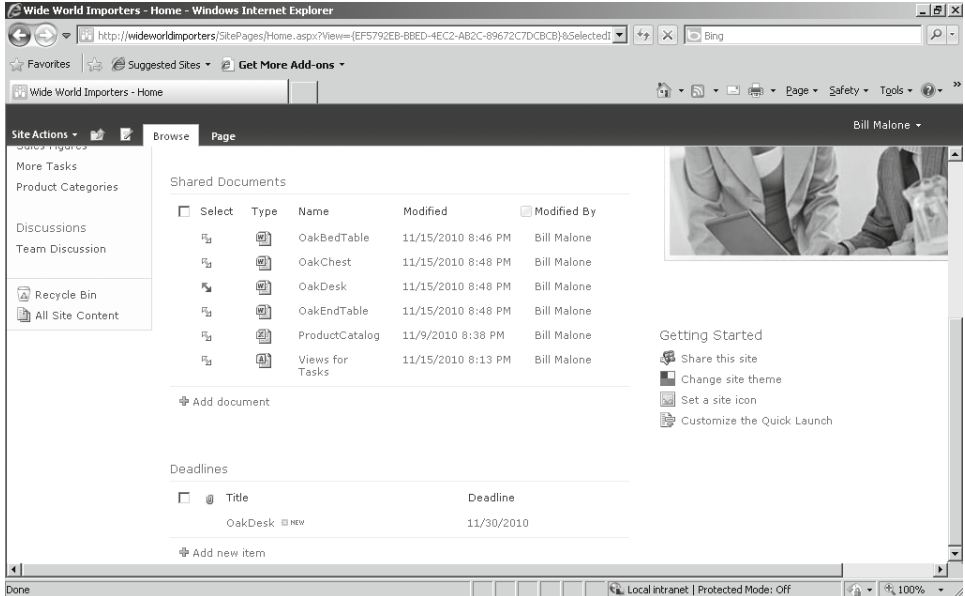 Wide World Importers - Home - Windows Internet Explorer
http://wideworldimporters/SitePages/Home.aspx?View={EF5792EB-BBED-4EC2-AB2C-89672C7DCBCB}&SelectedI
Bing
Favorites Suggested Sites Get More Add-ons
Wide World Importers - Home
Page Safety Tools »
Bill Malone
Site Actions Browse Page
Sales Figures
More Tasks
Product Categories
Discussions
Team Discussion
Recycle Bin
All Site Content
Shared Documents
Select Type Name Modified Modified By
OakBedTable 11/15/2010 8:46 PM Bill Malone
OakChest 11/15/2010 8:48 PM Bill Malone
OakDesk 11/15/2010 8:48 PM Bill Malone
OakEndTable 11/15/2010 8:48 PM Bill Malone
ProductCatalog 11/9/2010 8:38 PM Bill Malone
Views for 11/15/2010 8:13 PM Bill Malone
Tasks
Add document
Getting Started
Share this site
Change site theme
Set a site icon
Customize the Quick Launch
Deadlines
Title Deadline
OakDesk NEW 11/30/2010
Add new item
Done Local intranet | Protected Mode: Off 100%